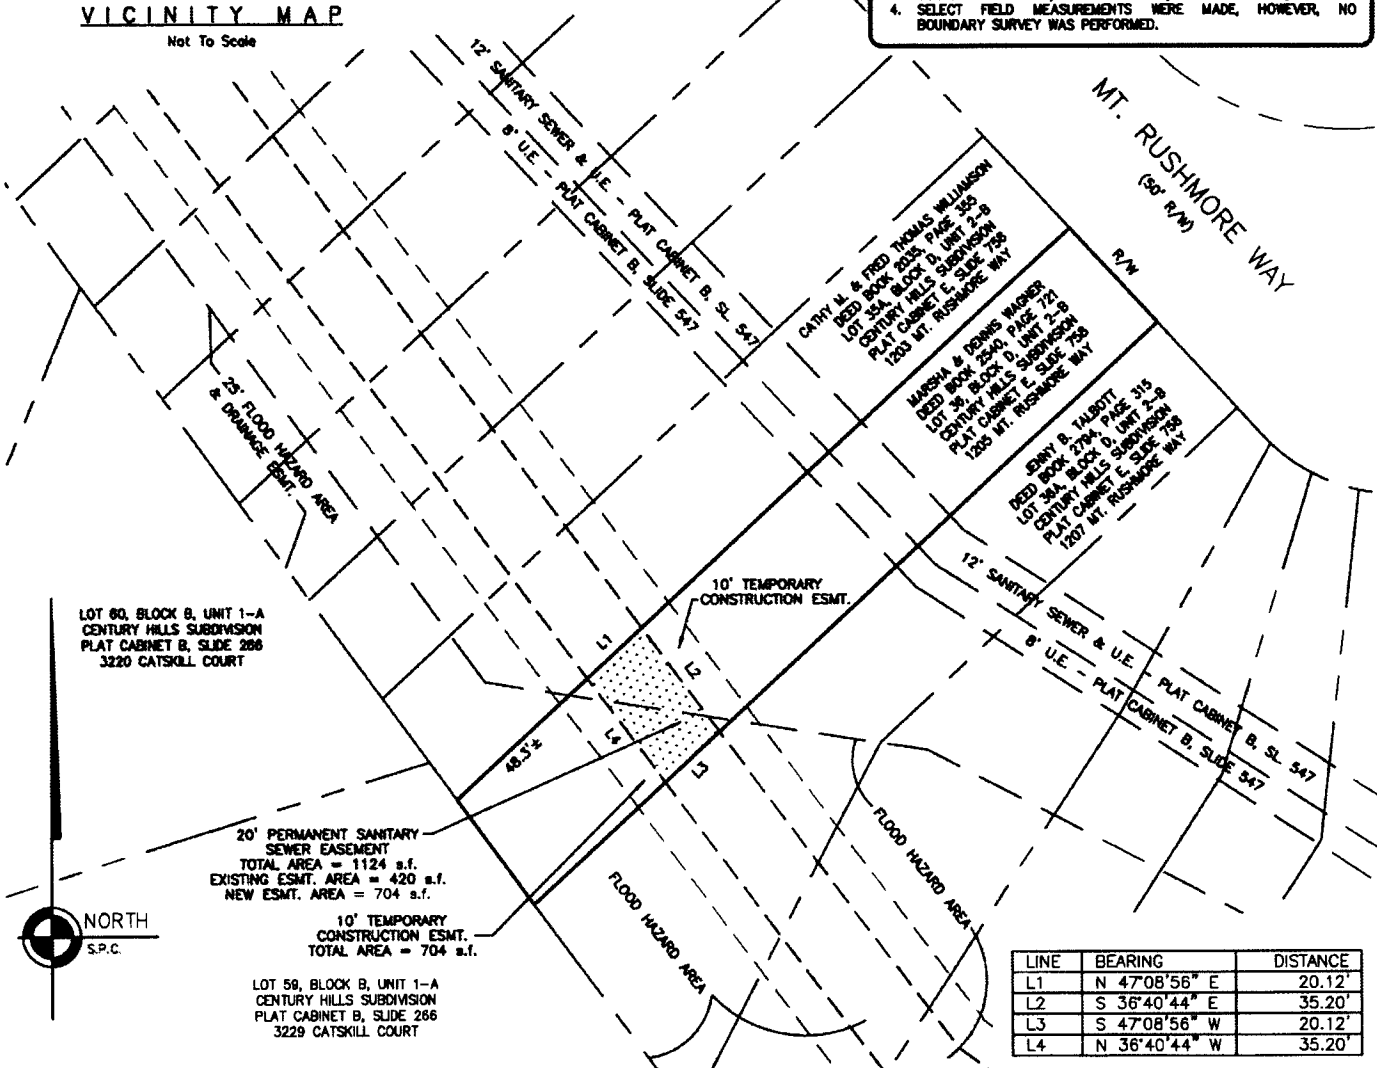 VICINITY MAP
Not To Scale
4. SELECT FIELD MEASUREMENTS WERE MADE, HOWEVER, NO
BOUNDARY SURVEY WAS PERFORMED.
MT. RUSHMORE WAY
(50' R/W)
R/W
12' SANITARY SEWER & U.E. - PLAT CABINET B, SL. 547
8' U.E. - PLAT CABINET B, SLIDE 547
CATHY M. & FRED THOMAS WILLIAMSON
DEED BOOK 2035, PAGE 355
LOT 35A, BLOCK D, UNIT 2-B
CENTURY HILLS SUBDIVISION
PLAT CABINET E, SLIDE 758
1203 MT. RUSHMORE WAY
MARSHA & DENNIS WAGNER
DEED BOOK 2540, PAGE 721
LOT 36, BLOCK D, UNIT 2-B
CENTURY HILLS SUBDIVISION
PLAT CABINET E, SLIDE 758
1205 MT. RUSHMORE WAY
JENNY B. TALBOTT
DEED BOOK 2794, PAGE 315
LOT 36A, BLOCK D, UNIT 2-B
CENTURY HILLS SUBDIVISION
PLAT CABINET E, SLIDE 758
1207 MT. RUSHMORE WAY
25' FLOOD HAZARD AREA
& DRAINAGE ESMT.
12' SANITARY SEWER & U.E. - PLAT CABINET B, SL. 547
8' U.E. - PLAT CABINET B, SLIDE 547
10' TEMPORARY
CONSTRUCTION ESMT.
LOT 60, BLOCK B, UNIT 1-A
CENTURY HILLS SUBDIVISION
PLAT CABINET B, SLIDE 266
3220 CATSKILL COURT
L1
L2
L4
L3
48.3'±
20' PERMANENT SANITARY
SEWER EASEMENT
TOTAL AREA = 1124 s.f.
EXISTING ESMT. AREA = 420 s.f.
NEW ESMT. AREA = 704 s.f.
10' TEMPORARY
CONSTRUCTION ESMT.
TOTAL AREA = 704 s.f.
NORTH
S.P.C.
LOT 59, BLOCK B, UNIT 1-A
CENTURY HILLS SUBDIVISION
PLAT CABINET B, SLIDE 266
3229 CATSKILL COURT
FLOOD HAZARD AREA
FLOOD HAZARD AREA
LINE BEARING DISTANCE
L1 N 47°08'56" E 20.12'
L2 S 36°40'44" E 35.20'
L3 S 47°08'56" W 20.12'
L4 N 36°40'44" W 35.20'